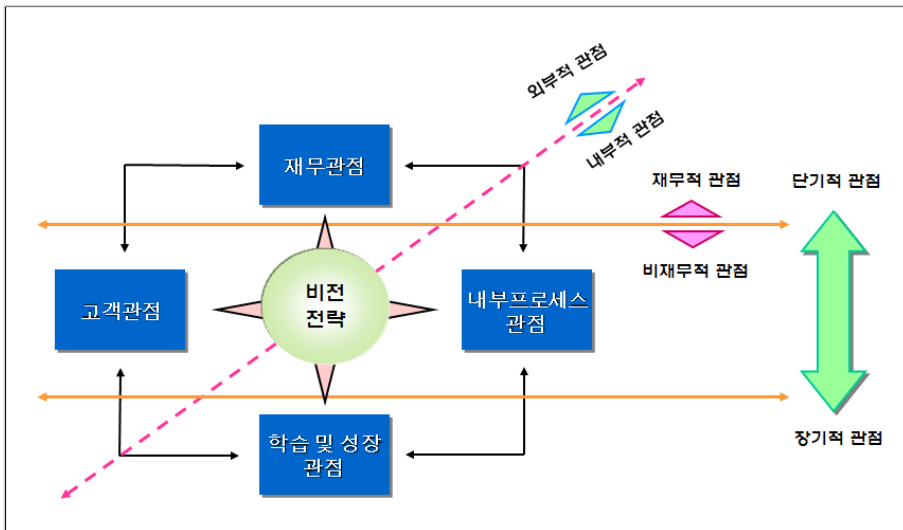 외부적 관점
내부적 관점
재무관점
재무적 관점
단기적 관점
비재무적 관점
고객관점
비전
전략
내부프로세스
관점
학습 및 성장
관점
장기적 관점